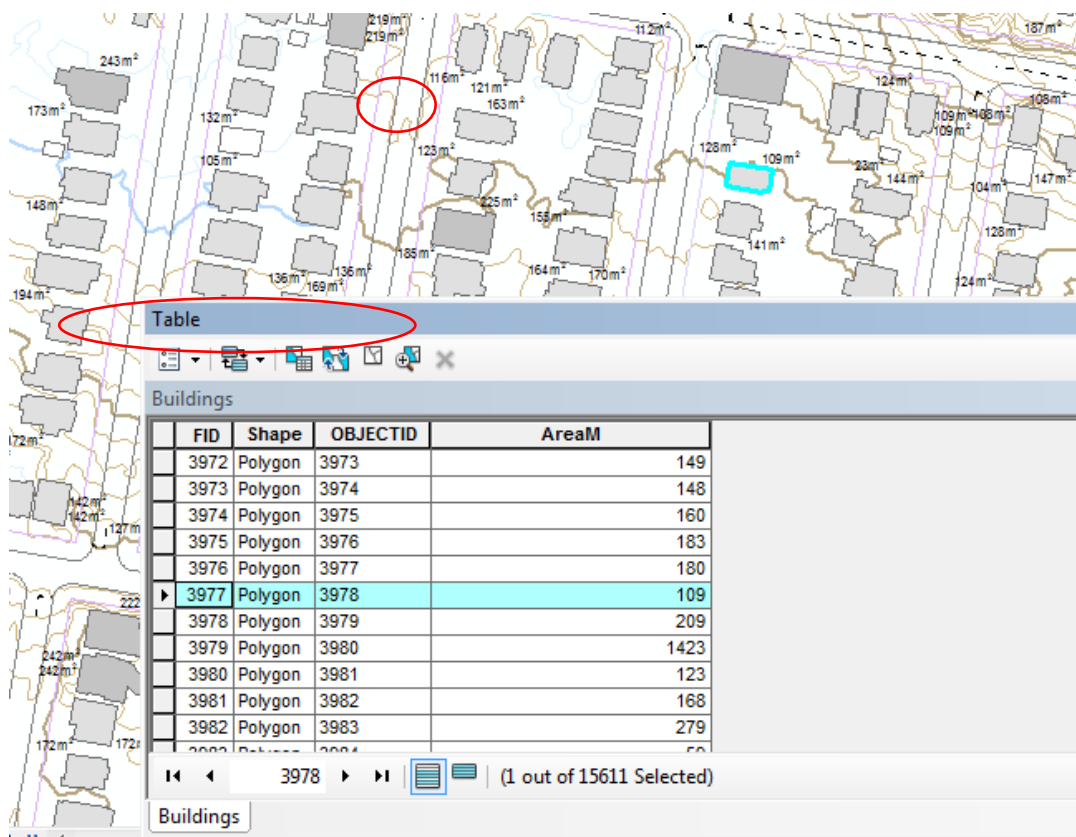 219m²
219m²
112m²
187m²
243m²
116m²
121m²
163m²
124m²
108m²
173m²
132m²
109m²
108m²
109m²
123m²
128m²
109m²
105m²
23m²
144m²
104m²
147m²
148m²
225m²
155m²
128m²
185m²
141m²
136m²
136m²
169m²
164m²
170m²
124m²
194m²
Table
Buildings
FID Shape OBJECTID AreaM
3972 Polygon 3973 149
3973 Polygon 3974 148
3974 Polygon 3975 160
3975 Polygon 3976 183
3976 Polygon 3977 180
3977 Polygon 3978 109
3978 Polygon 3979 209
3979 Polygon 3980 1423
3980 Polygon 3981 123
3981 Polygon 3982 168
3982 Polygon 3983 279
72m²
142m²
142m²
127m
222
242m²
242m²
172m²
172
3978 (1 out of 15611 Selected)
Buildings